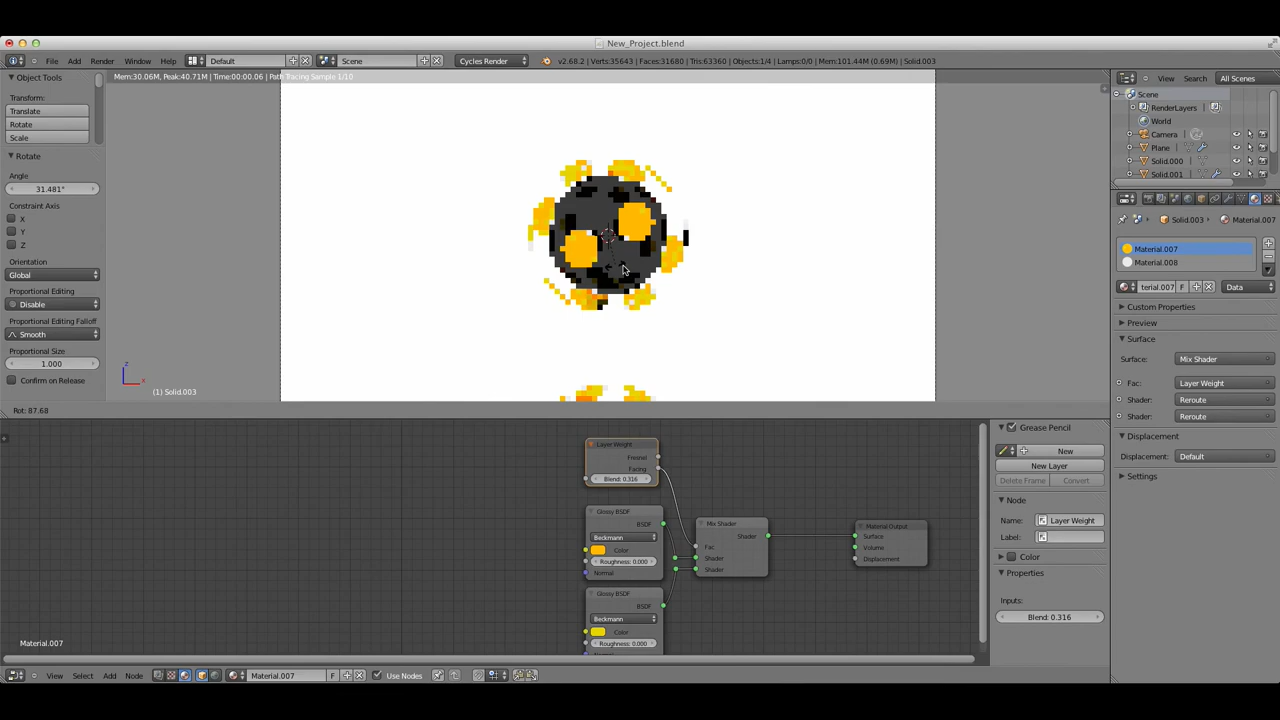 New_Project.blend
File Add Render Window Help Default Scene Cycles Render v2.68.2 | Verts:35643 | Faces:31680 | Tris:63360 | Objects:1/4 | Lamps:0/0 | Mem:101.44M (0.69M) | Solid.003
Object Tools
Transform:
Translate
Rotate
Scale
Rotate
Angle
31.481°
Constraint Axis
X
Y
Z
Orientation
Global
Proportional Editing
Disable
Proportional Editing Falloff
Smooth
Proportional Size
1.000
Confirm on Release
Mem:30.06M, Peak:40.71M | Time:00:00.06 | Path Tracing Sample 1/10
z
x
(1) Solid.003
Rot: 87.68
View Search All Scenes
Scene
RenderLayers
World
Camera
Plane
Solid.000
Solid.001
Solid.003 Material.007
Material.007
Material.008
terial.007 F Data
Custom Properties
Preview
Surface
Surface: Mix Shader
Fac: Layer Weight
Shader: Reroute
Shader: Reroute
Displacement
Displacement: Default
Settings
Layer Weight
Fresnel
Facing
Blend: 0.316
Glossy BSDF
BSDF
Beckmann
Color
Roughness: 0.000
Normal
Glossy BSDF
BSDF
Beckmann
Color
Roughness: 0.000
Mix Shader
Shader
Fac
Shader
Shader
Material Output
Surface
Volume
Displacement
Grease Pencil
New
New Layer
Delete Frame Convert
Node
Name: Layer Weight
Label:
Color
Properties
Inputs:
Blend: 0.316
Material.007
View Select Add Node Material.007 F Use Nodes